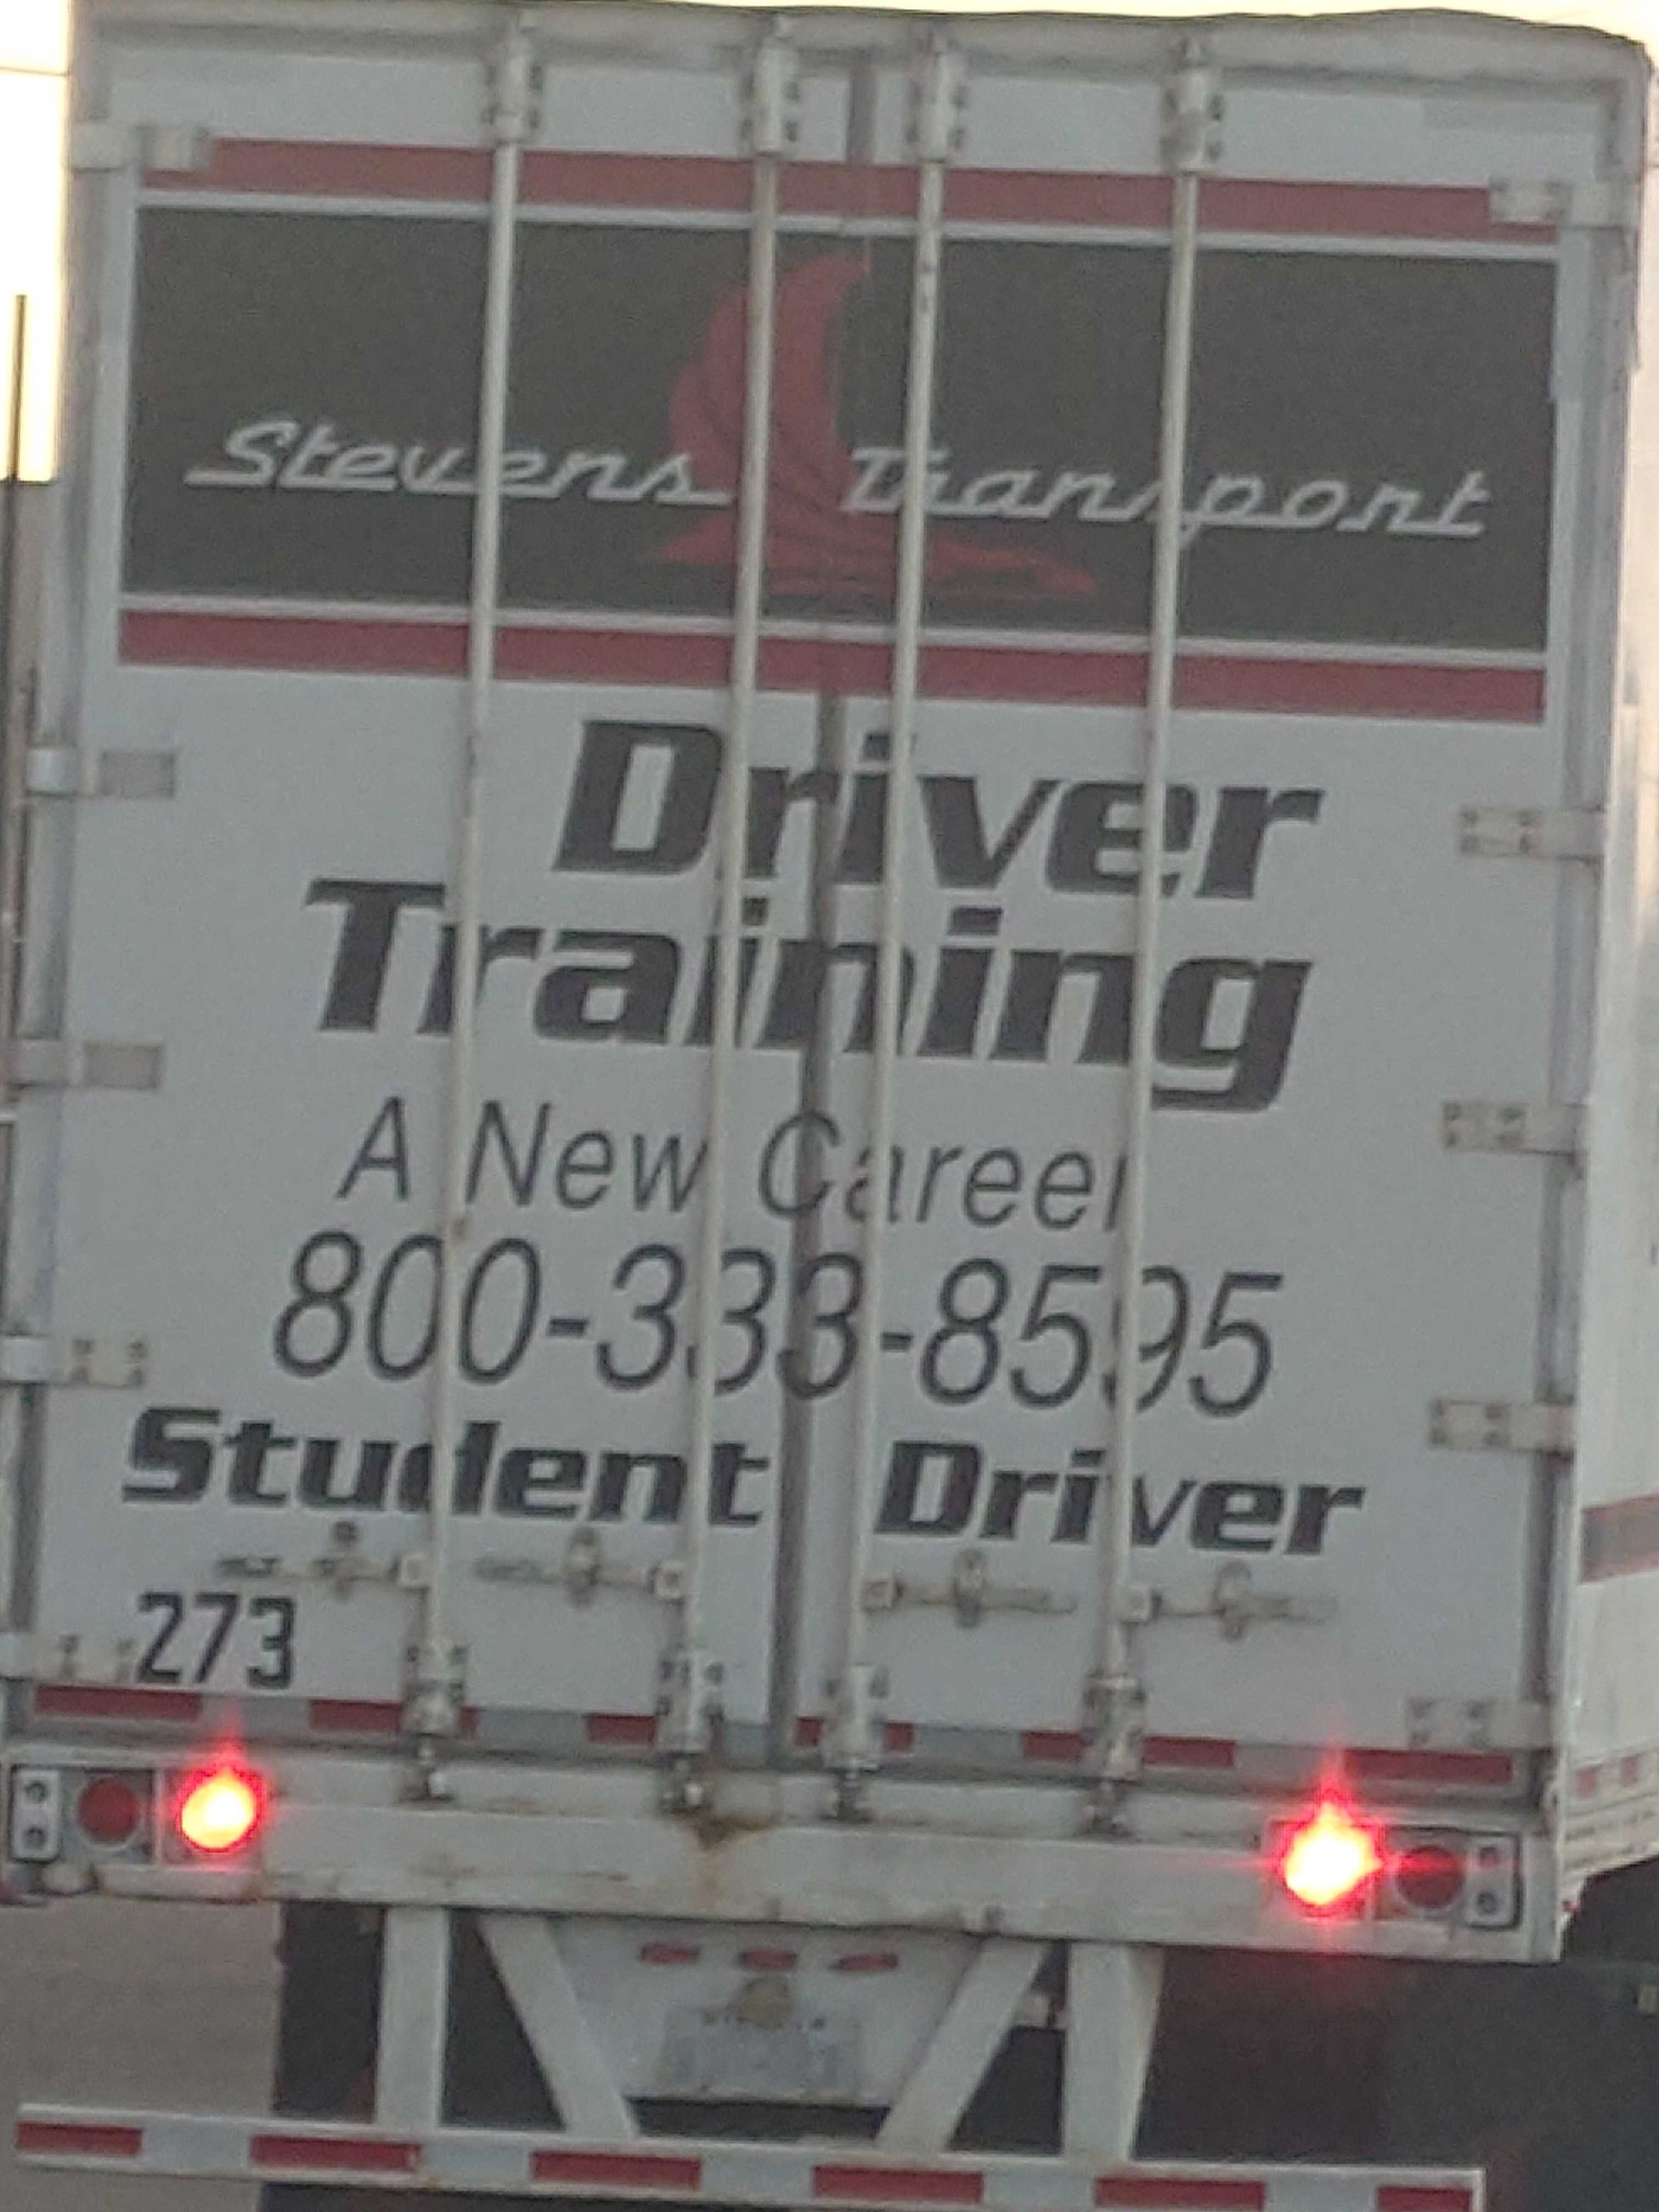 Stevens Transport
Driver
Training
A New Career
800-333-8595
Student Driver
273